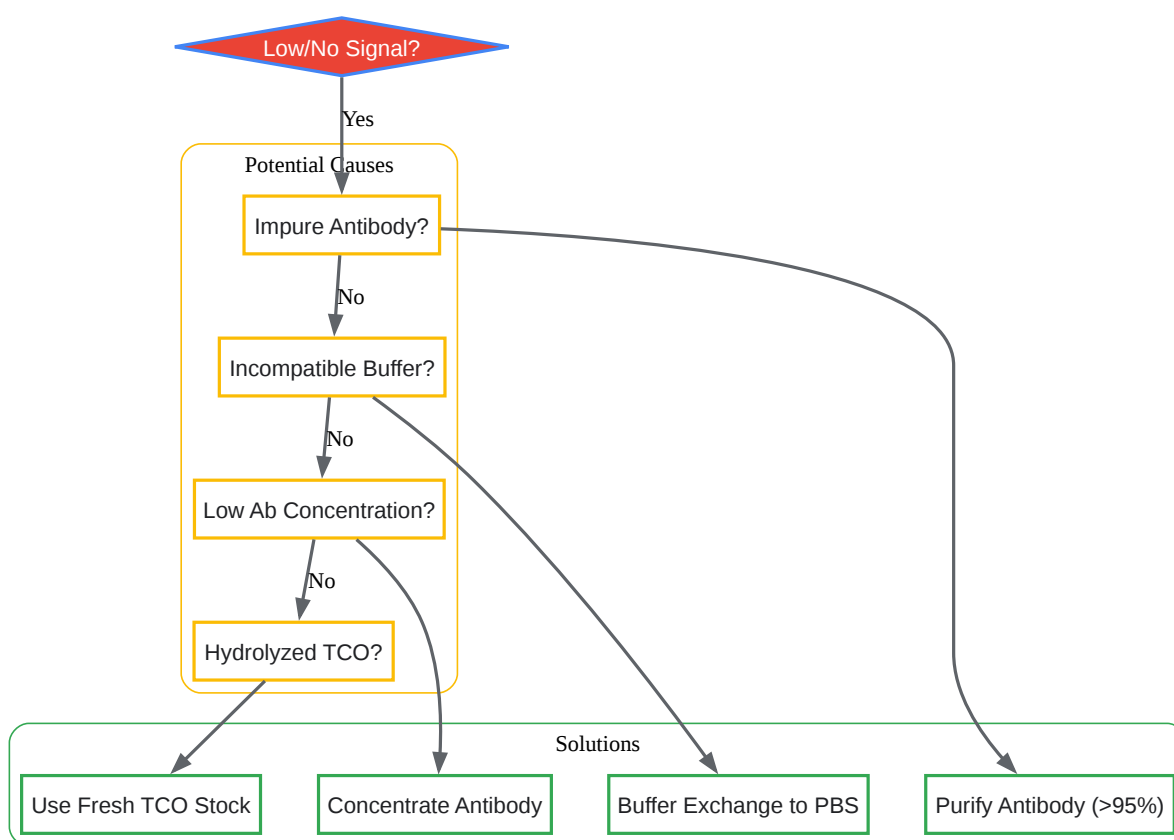 Low/No Signal?
Yes
Potential Causes
Impure Antibody?
No
Incompatible Buffer?
No
Low Ab Concentration?
No
Hydrolyzed TCO?
Solutions
Use Fresh TCO Stock
Concentrate Antibody
Buffer Exchange to PBS
Purify Antibody (>95%)